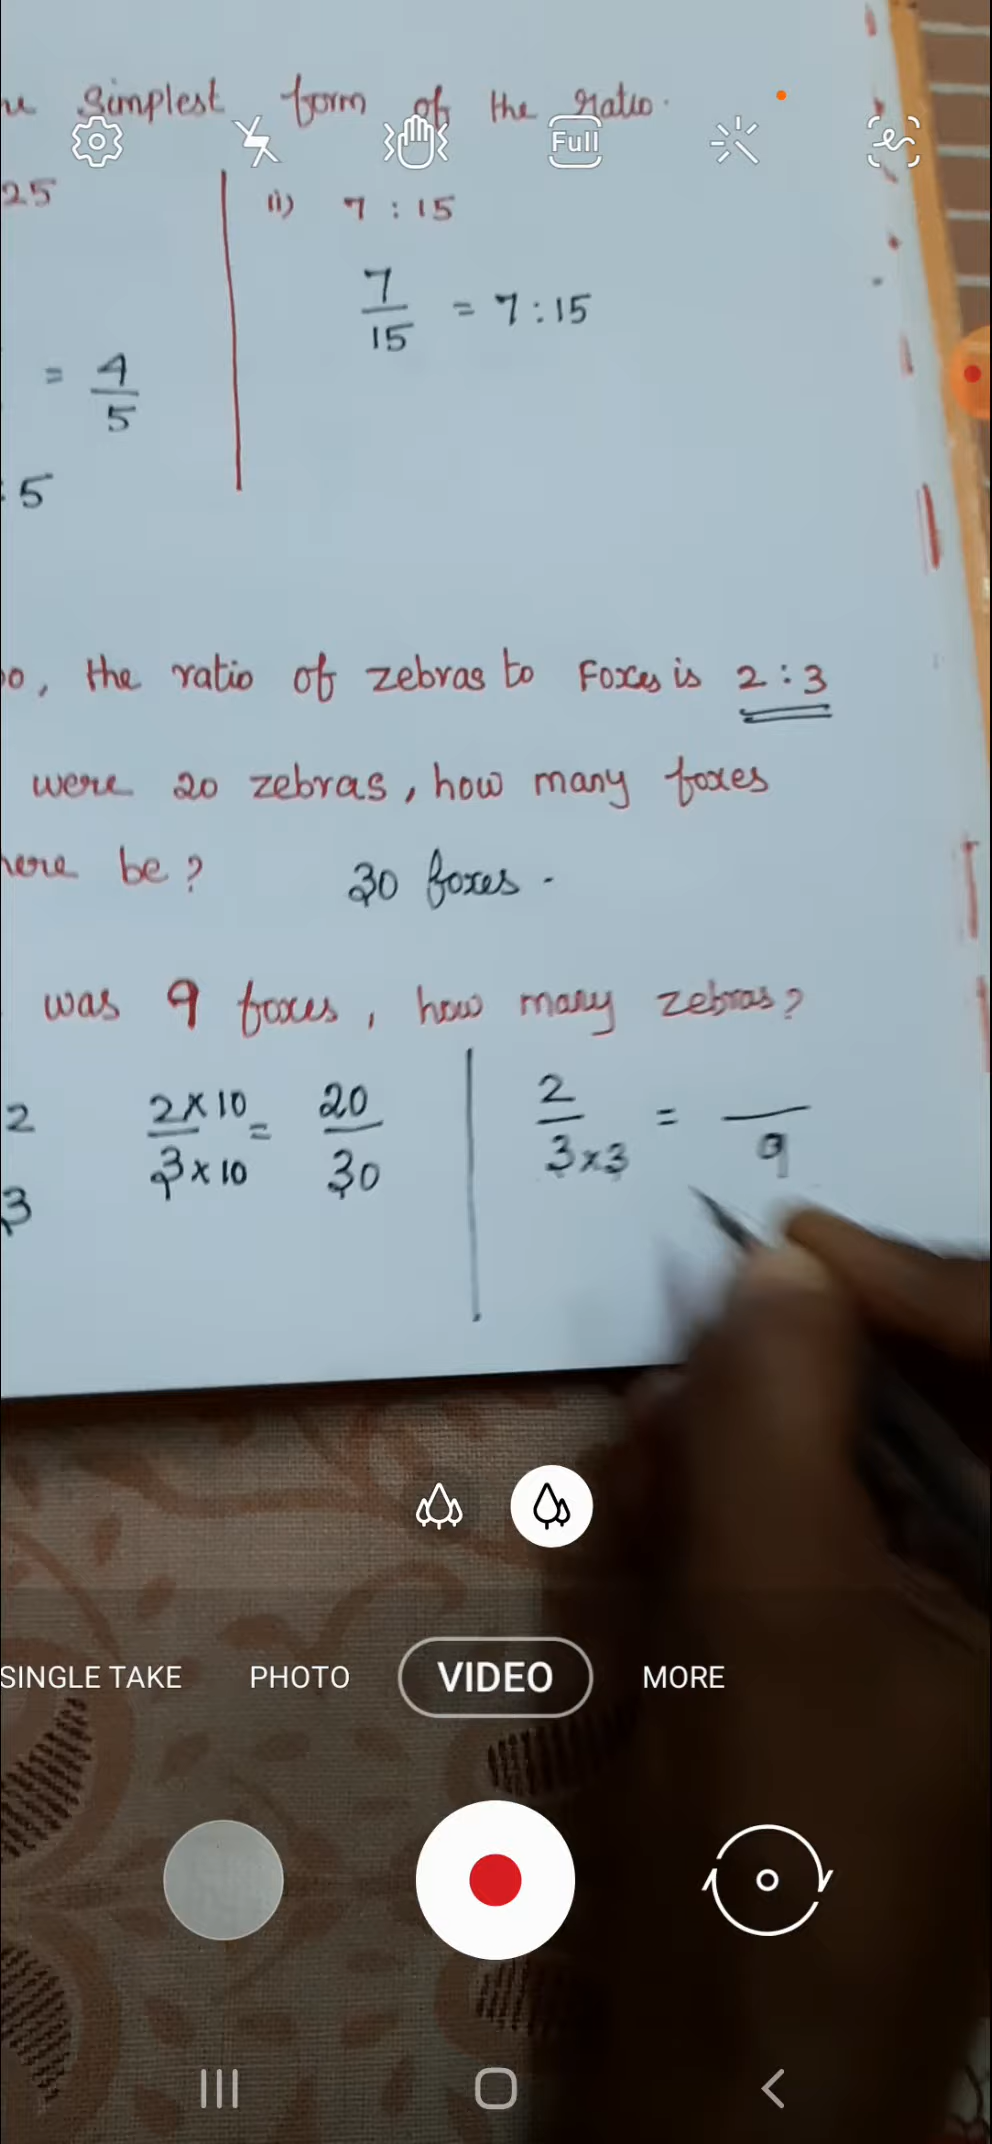 simplest form of the ratio.
Full
25
ii) 7 : 15
7/15 = 7 : 15
= 4/5
: 5
oo, the ratio of zebras to Foxes is 2 : 3
were 20 zebras, how many foxes
here be? 30 foxes.
was 9 foxes, how many zebras?
2
3
2 x 10 / 3 x 10 = 20/30
2 / 3 x 3 = __ / 9
SINGLE TAKE PHOTO VIDEO MORE